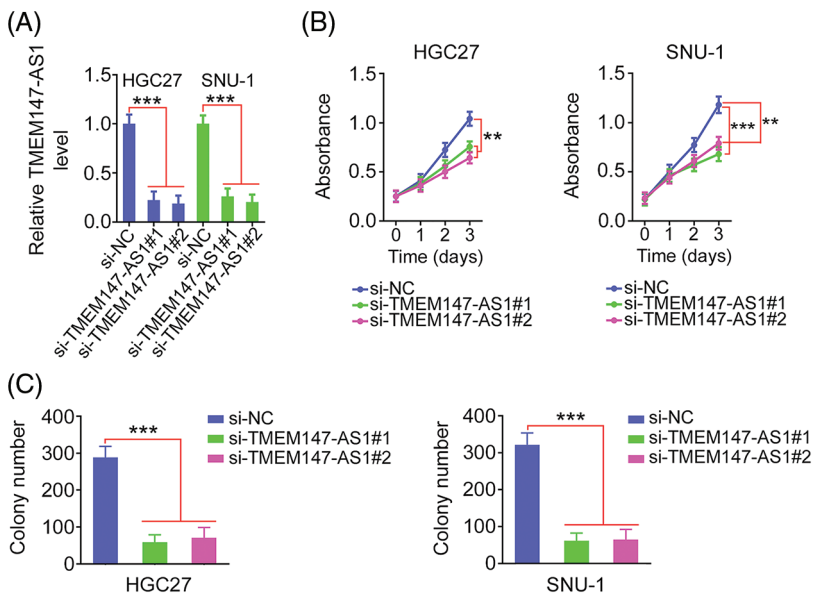 (A)
Relative TMEM147-AS1
level
HGC27 SNU-1
1.5
1.0
0.5
0.0
*** ***
si-NC
si-TMEM147-AS1#1
si-TMEM147-AS1#2
si-NC
si-TMEM147-AS1#1
si-TMEM147-AS1#2
(B)
HGC27
Absorbance
1.5
1.0
0.5
0.0
**
0 1 2 3
Time (days)
si-NC
si-TMEM147-AS1#1
si-TMEM147-AS1#2
SNU-1
Absorbance
1.5
1.0
0.5
0.0
*** **
0 1 2 3
Time (days)
si-NC
si-TMEM147-AS1#1
si-TMEM147-AS1#2
(C)
Colony number
400
300
200
100
0
***
HGC27
si-NC
si-TMEM147-AS1#1
si-TMEM147-AS1#2
Colony number
400
300
200
100
0
***
SNU-1
si-NC
si-TMEM147-AS1#1
si-TMEM147-AS1#2